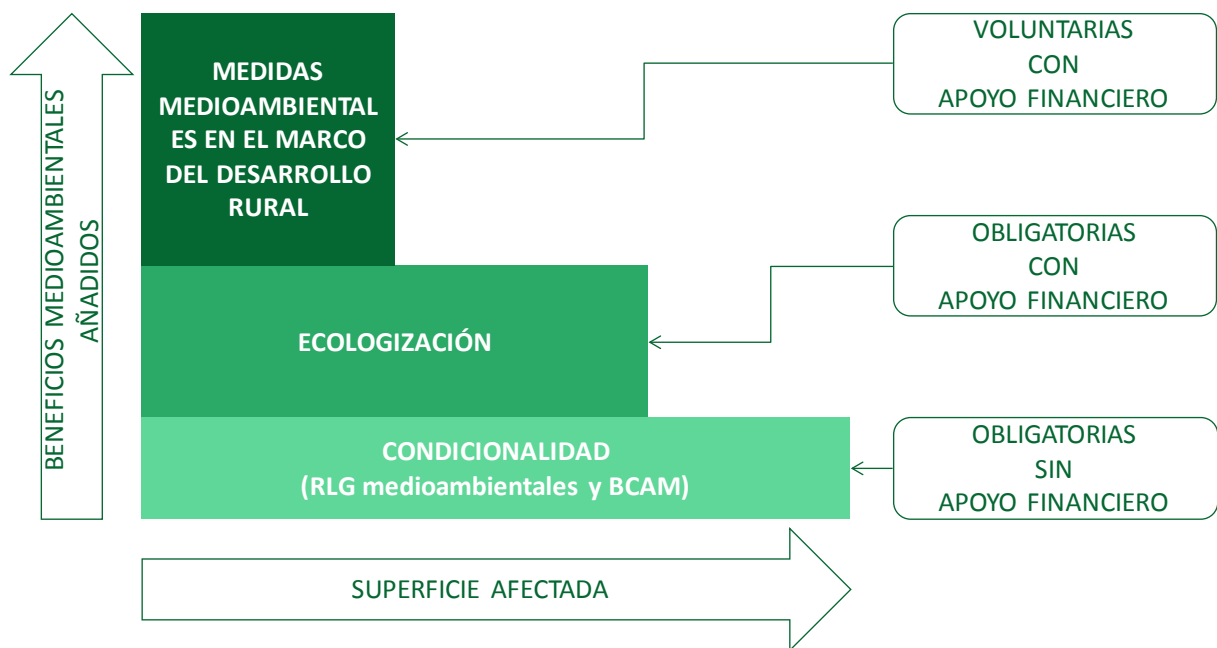 BENEFICIOS MEDIOAMBIENTALES
AÑADIDOS
MEDIDAS
MEDIOAMBIENTAL
ES EN EL MARCO
DEL DESARROLLO
RURAL
VOLUNTARIAS
CON
APOYO FINANCIERO
ECOLOGIZACIÓN
OBLIGATORIAS
CON
APOYO FINANCIERO
CONDICIONALIDAD
(RLG medioambientales y BCAM)
OBLIGATORIAS
SIN
APOYO FINANCIERO
SUPERFICIE AFECTADA